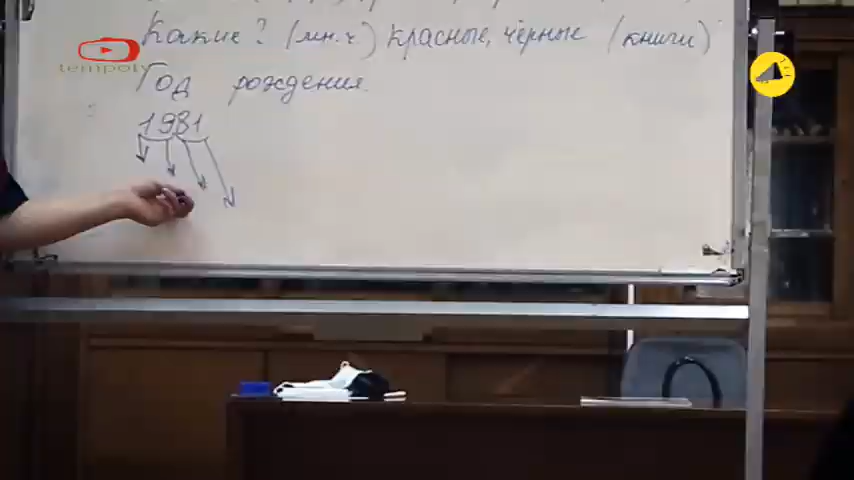 Какие? (мн.ч) красные, чёрные (книги)
tempoly
Год рождения
1981